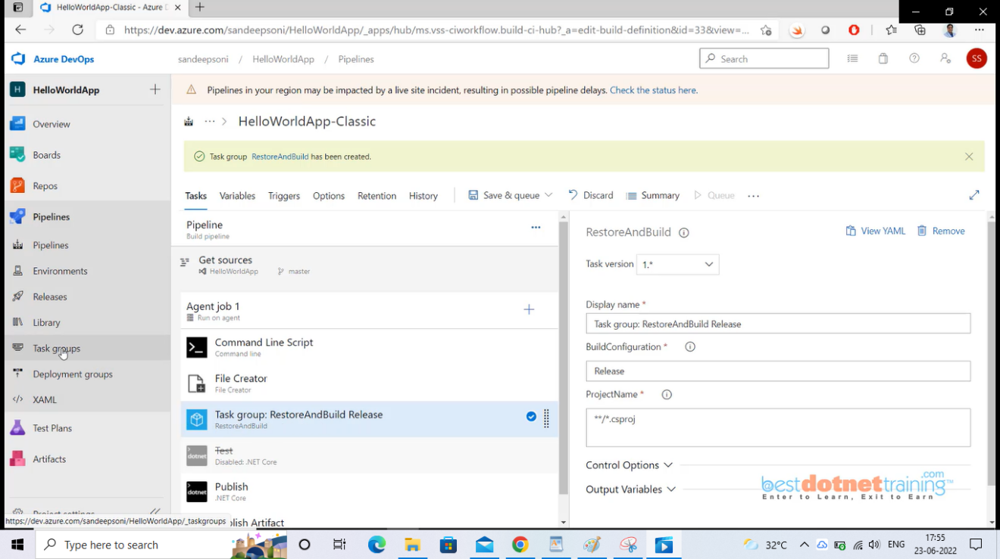 HelloWorldApp-Classic - Azure D
https://dev.azure.com/sandeepsoni/HelloWorldApp/_apps/hub/ms.vss-ciworkflow.build-ci-hub?_a=edit-build-definition&id=33&view=...
Azure DevOps
sandeepsoni / HelloWorldApp / Pipelines
Search
SS
H HelloWorldApp
Pipelines in your region may be impacted by a live site incident, resulting in possible pipeline delays. Check the status here.
Overview
Boards
Repos
Pipelines
Pipelines
Environments
Releases
Library
Task groups
Deployment groups
XAML
Test Plans
Artifacts
Project settings
https://dev.azure.com/sandeepsoni/HelloWorldApp/_taskgroups
HelloWorldApp-Classic
Task group RestoreAndBuild has been created.
Tasks Variables Triggers Options Retention History Save & queue Discard Summary Queue
Pipeline
Build pipeline
Get sources
HelloWorldApp master
Agent job 1
Run on agent
Command Line Script
Command line
File Creator
File Creator
Task group: RestoreAndBuild Release
RestoreAndBuild
dotnet
Test
Disabled: .NET Core
dotnet
Publish
.NET Core
blish Artifact
RestoreAndBuild
View YAML Remove
Task version 1.*
Display name *
Task group: RestoreAndBuild Release
BuildConfiguration *
Release
ProjectName *
**/*.csproj
Control Options
Output Variables
@bestdotnettraining.com™
Enter to Learn, Exit to Earn
Type here to search
32°C
ENG
17:55
23-06-2022